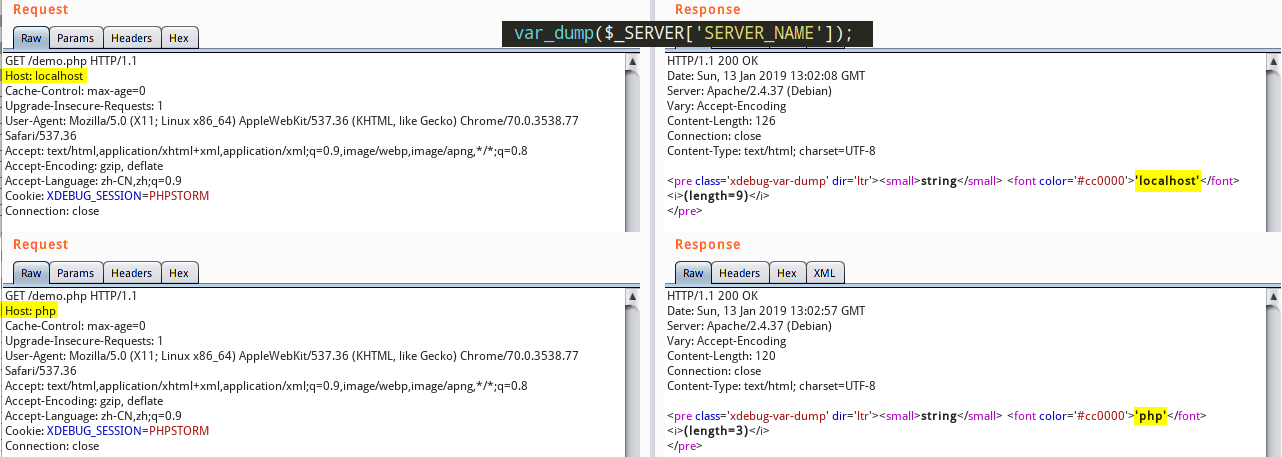 Request
Response
var_dump($_SERVER['SERVER_NAME']);
Raw Params Headers Hex
GET /demo.php HTTP/1.1
Host: localhost
Cache-Control: max-age=0
Upgrade-Insecure-Requests: 1
User-Agent: Mozilla/5.0 (X11; Linux x86_64) AppleWebKit/537.36 (KHTML, like Gecko) Chrome/70.0.3538.77
Safari/537.36
Accept: text/html,application/xhtml+xml,application/xml;q=0.9,image/webp,image/apng,*/*;q=0.8
Accept-Encoding: gzip, deflate
Accept-Language: zh-CN,zh;q=0.9
Cookie: XDEBUG_SESSION=PHPSTORM
Connection: close
HTTP/1.1 200 OK
Date: Sun, 13 Jan 2019 13:02:08 GMT
Server: Apache/2.4.37 (Debian)
Vary: Accept-Encoding
Content-Length: 126
Connection: close
Content-Type: text/html; charset=UTF-8
<pre class='xdebug-var-dump' dir='ltr'><small>string</small> <font color='#cc0000'>'localhost'</font>
<i>(length=9)</i>
</pre>
Request
Raw Params Headers Hex
GET /demo.php HTTP/1.1
Host: php
Cache-Control: max-age=0
Upgrade-Insecure-Requests: 1
User-Agent: Mozilla/5.0 (X11; Linux x86_64) AppleWebKit/537.36 (KHTML, like Gecko) Chrome/70.0.3538.77
Safari/537.36
Accept: text/html,application/xhtml+xml,application/xml;q=0.9,image/webp,image/apng,*/*;q=0.8
Accept-Encoding: gzip, deflate
Accept-Language: zh-CN,zh;q=0.9
Cookie: XDEBUG_SESSION=PHPSTORM
Connection: close
Response
Raw Headers Hex XML
HTTP/1.1 200 OK
Date: Sun, 13 Jan 2019 13:02:57 GMT
Server: Apache/2.4.37 (Debian)
Vary: Accept-Encoding
Content-Length: 120
Connection: close
Content-Type: text/html; charset=UTF-8
<pre class='xdebug-var-dump' dir='ltr'><small>string</small> <font color='#cc0000'>'php'</font>
<i>(length=3)</i>
</pre>